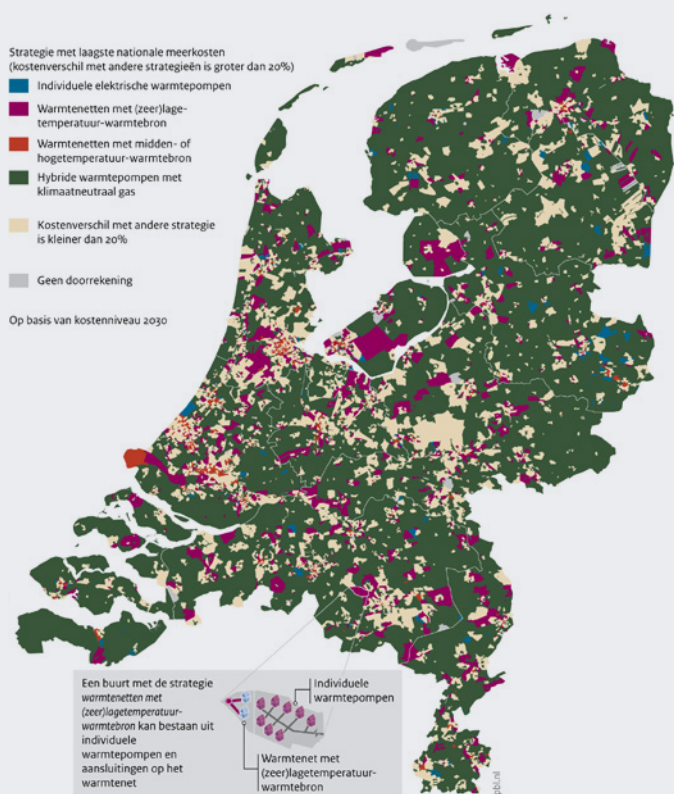 Strategie met laagste nationale meerkosten
(kostenverschil met andere strategieën is groter dan 20%)
Individuele elektrische warmtepompen
Warmtenetten met (zeer)lage-
temperatuur-warmtebron
Warmtenetten met midden- of
hogetemperatuur-warmtebron
Hybride warmtepompen met
klimaatneutraal gas
Kostenverschil met andere strategie
is kleiner dan 20%
Geen doorrekening
Op basis van kostenniveau 2030
Een buurt met de strategie
warmtenetten met
(zeer)lagetemperatuur-
warmtebron kan bestaan uit
individuele
warmtepompen en
aansluitingen op het
warmtenet
Individuele
warmtepompen
Warmtenet met
(zeer)lagetemperatuur-
warmtebron
pbl.nl